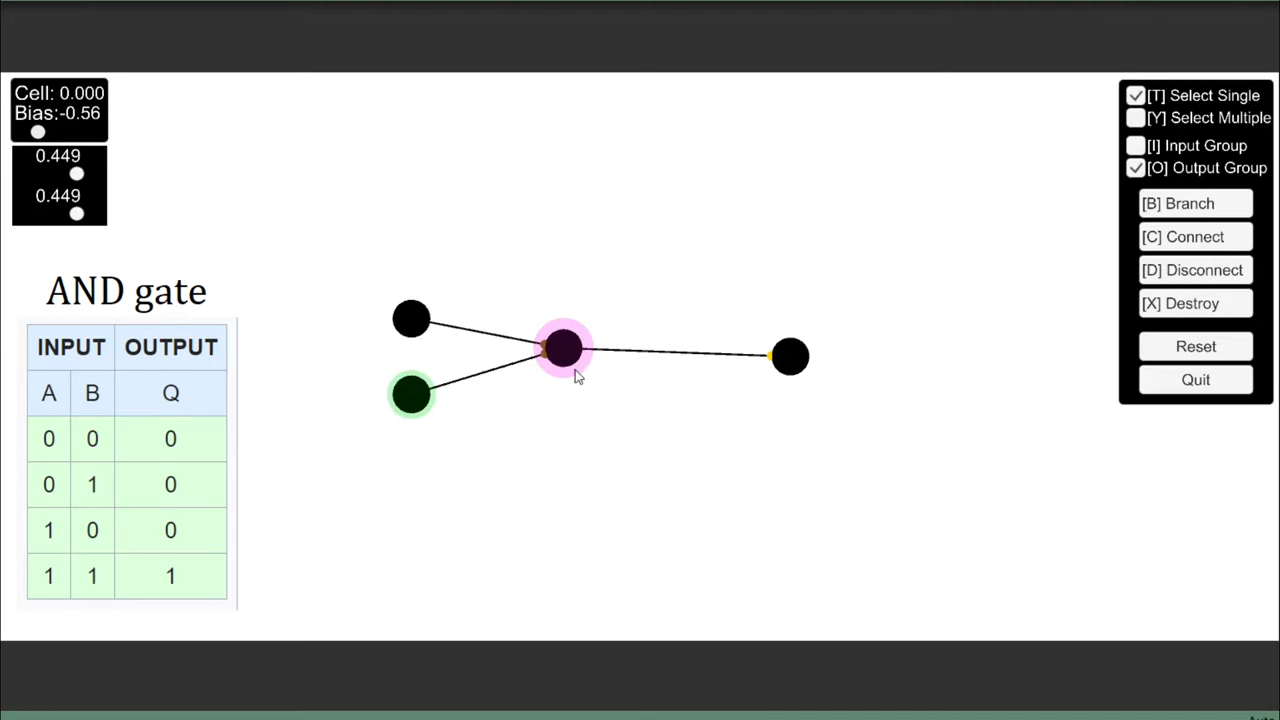 Cell: 0.000
Bias:-0.56
0.449
0.449
AND gate
INPUT OUTPUT
A B Q
0 0 0
0 1 0
1 0 0
1 1 1
[T] Select Single
[Y] Select Multiple
[I] Input Group
[O] Output Group
[B] Branch
[C] Connect
[D] Disconnect
[X] Destroy
Reset
Quit